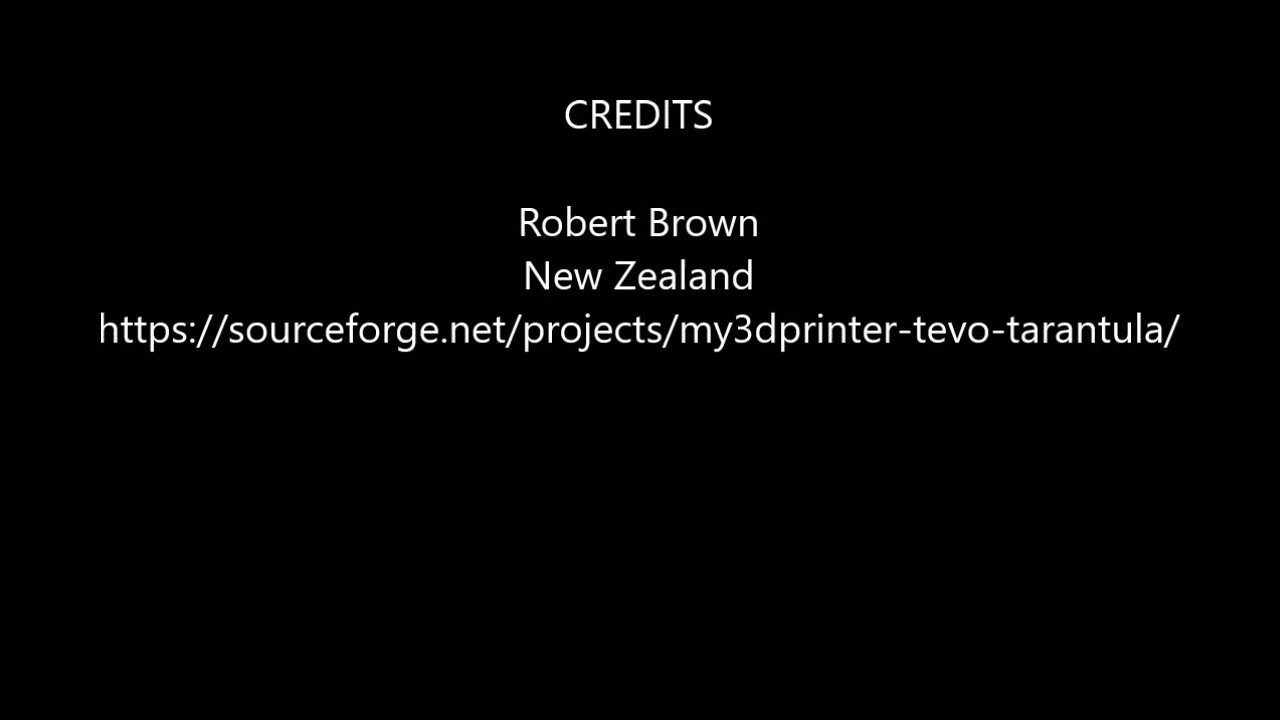 CREDITS
Robert Brown
New Zealand
https://sourceforge.net/projects/my3dprinter-tevo-tarantula/